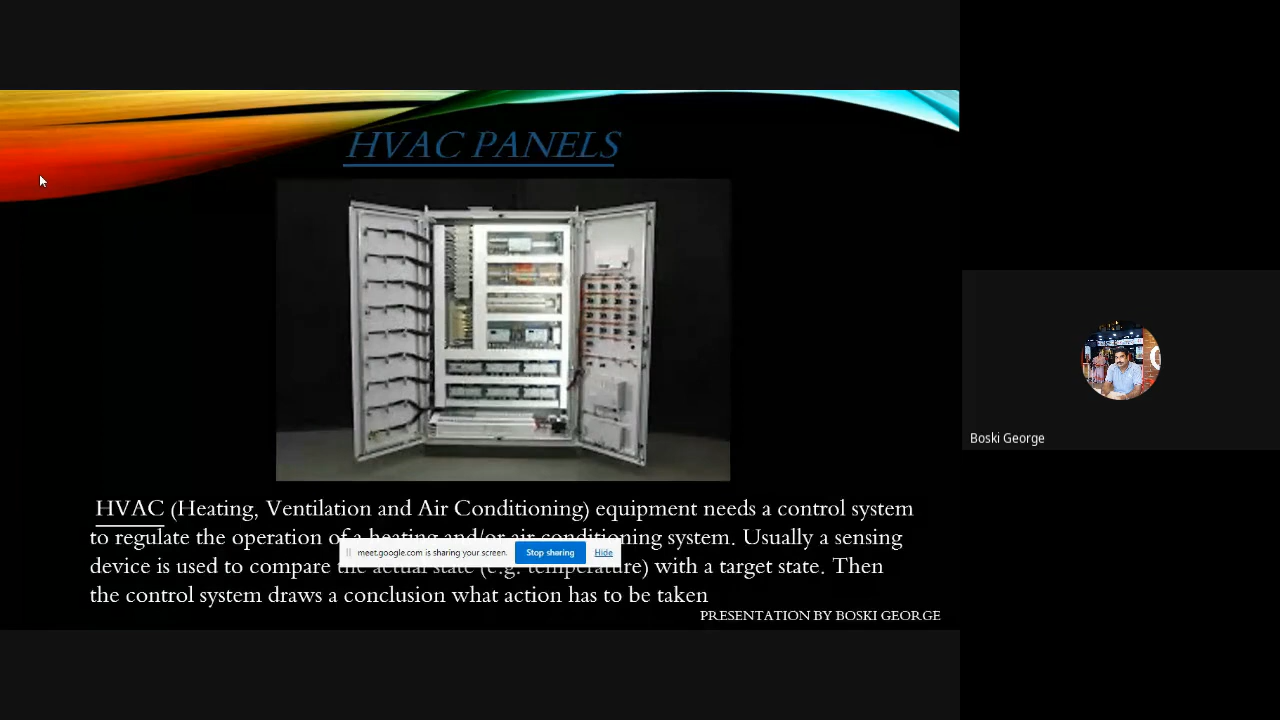 HVAC PANELS
HVAC (Heating, Ventilation and Air Conditioning) equipment needs a control system
to regulate the operation of a heating and/or air conditioning system. Usually a sensing
meet.google.com is sharing your screen. Stop sharing Hide
device is used to compare the actual state (e.g. temperature) with a target state. Then
the control system draws a conclusion what action has to be taken
PRESENTATION BY BOSKI GEORGE
Boski George